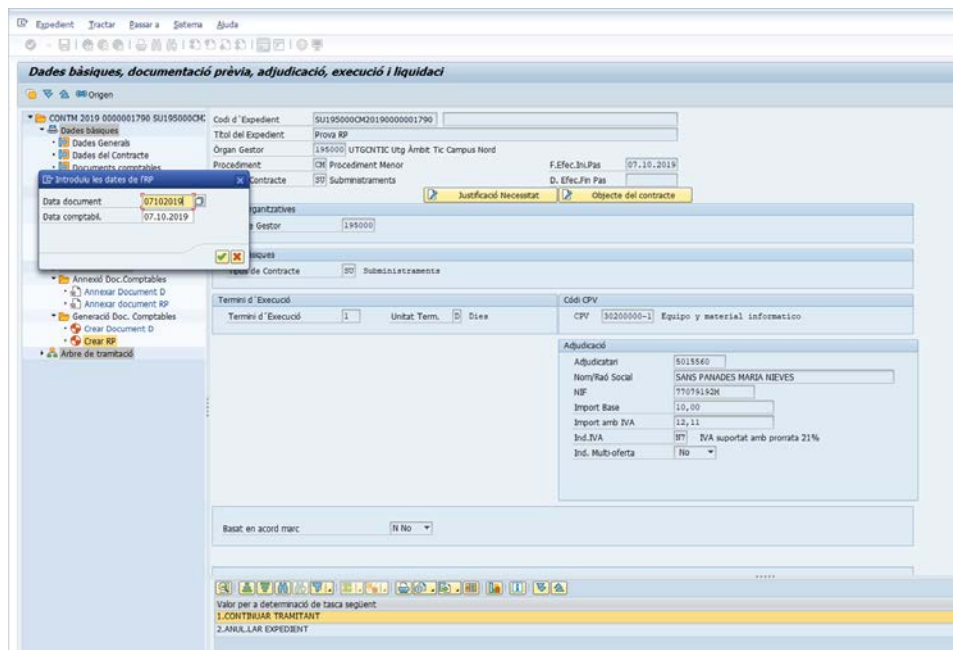 Expedient Tractar Passar a Sistema Ajuda
Dades bàsiques, documentació prèvia, adjudicació, execució i liquidaci
Origen
CONTM 2019 0000001790 SU195000CM2
Dades bàsiques
Dades Generals
Dades del Contracte
Documents comptables
Introduïu les dates de l'RP
Data document 07102019
Data comptabil. 07.10.2019
Annexió Doc.Comptables
Annexar Document D
Annexar document RP
Generació Doc. Comptables
Crear Document D
Crear RP
Arbre de tramitació
Codi d´Expedient SU195000CM20190000001790
Títol del Expedient Prova RP
Òrgan Gestor 195000 UTGCNTIC Utg Àmbit Tic Campus Nord
Procediment CM Procediment Menor F.Efec.Ini.Pas 07.10.2019
Contracte SU Subministraments D. Efec.Fin Pas
Justificació Necessitat Objecte del contracte
organitzatives
Gestor 195000
bàsiques
Tipus de Contracte SU Subministraments
Termini d´Execució
Termini d´Execució 1 Unitat Term. D Dies
Códi CPV
CPV 30200000-1 Equipo y material informatico
Adjudicació
Adjudicatari 5015560
Nom/Raó Social SANS PANADES MARIA NIEVES
NIF 77079192H
Import Base 10,00
Import amb IVA 12,11
Ind.IVA N7 IVA suportat amb prorrata 21%
Ind. Multi-oferta No
Basat en acord marc N No
Valor per a determinació de tasca següent
1.CONTINUAR TRAMITANT
2.ANUL.LAR EXPEDIENT